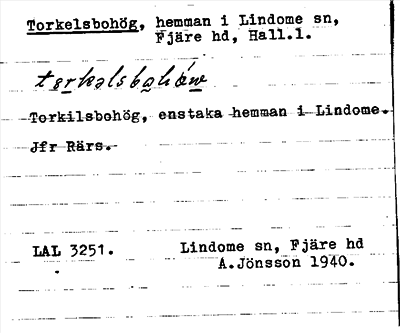 Torkelsbohög, hemman i Lindome sn,
Fjäre hd, Hall.l.
Torkilsbohög, enstaka hemman i Lindome.
Jfr Rärs.
LAL 3251. Lindome sn, Fjäre hd
A.Jönsson 1940.